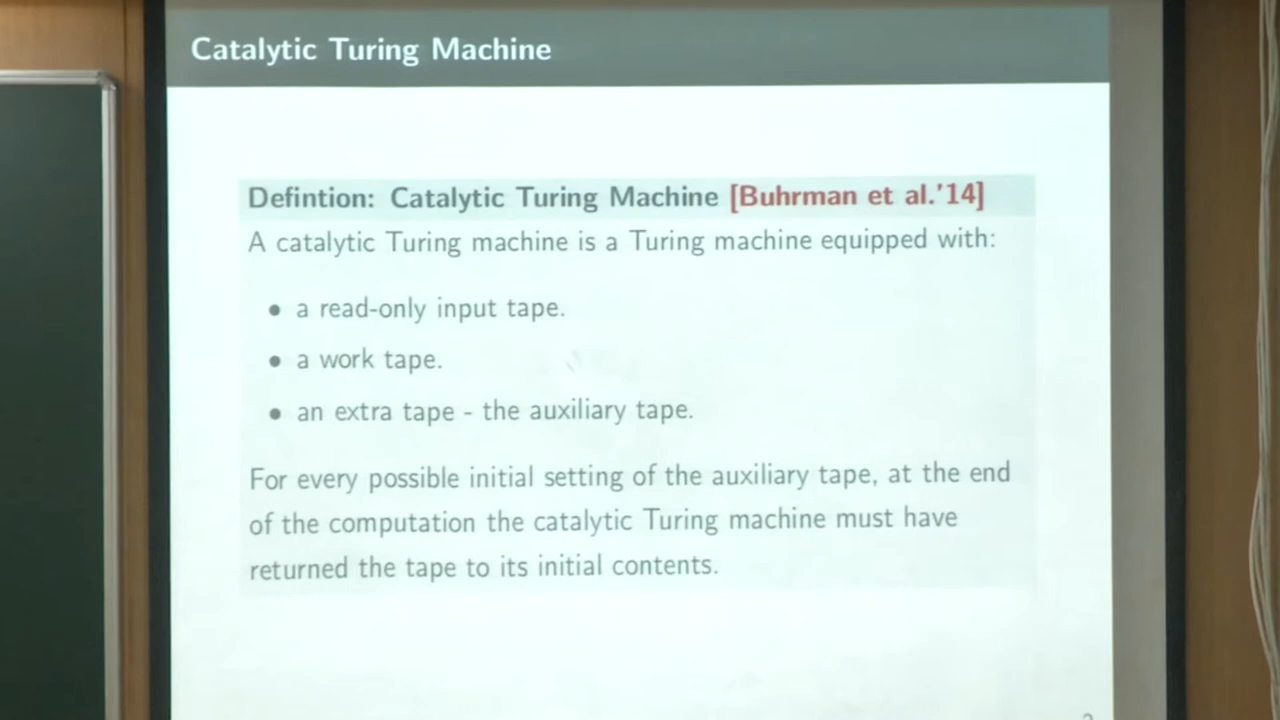 Catalytic Turing Machine
Defintion: Catalytic Turing Machine [Buhrman et al.'14]
A catalytic Turing machine is a Turing machine equipped with:
• a read-only input tape.
• a work tape.
• an extra tape - the auxiliary tape.
For every possible initial setting of the auxiliary tape, at the end
of the computation the catalytic Turing machine must have
returned the tape to its initial contents.